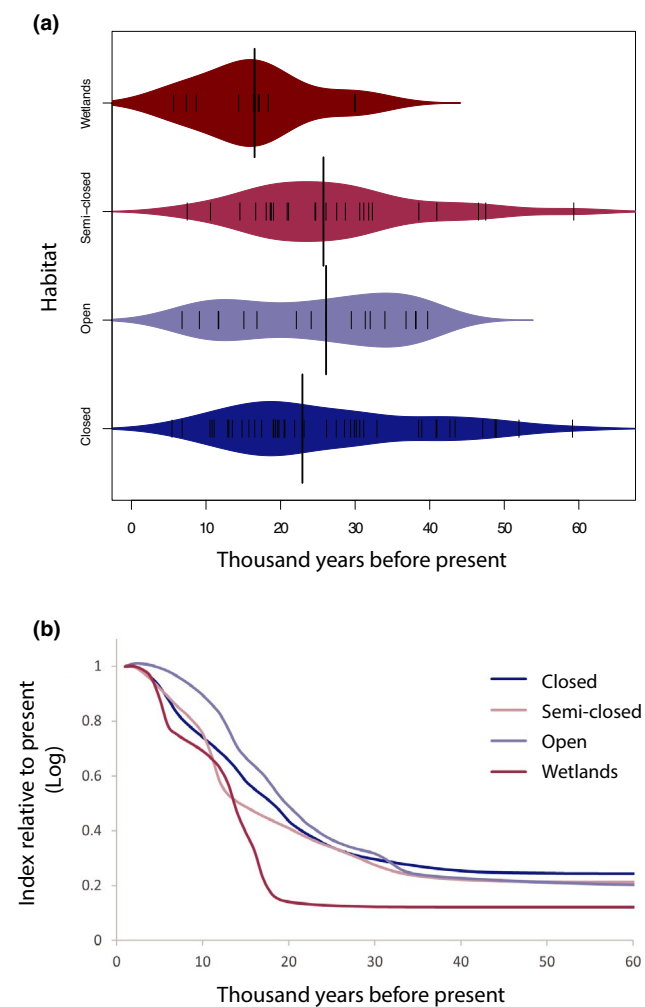 (a)
Habitat
Wetlands
Semi−closed
Open
Closed
0 10 20 30 40 50 60
Thousand years before present
(b)
Index relative to present
(Log)
1
0.8
0.6
0.4
0.2
0
Closed
Semi-closed
Open
Wetlands
0 10 20 30 40 50 60
Thousand years before present